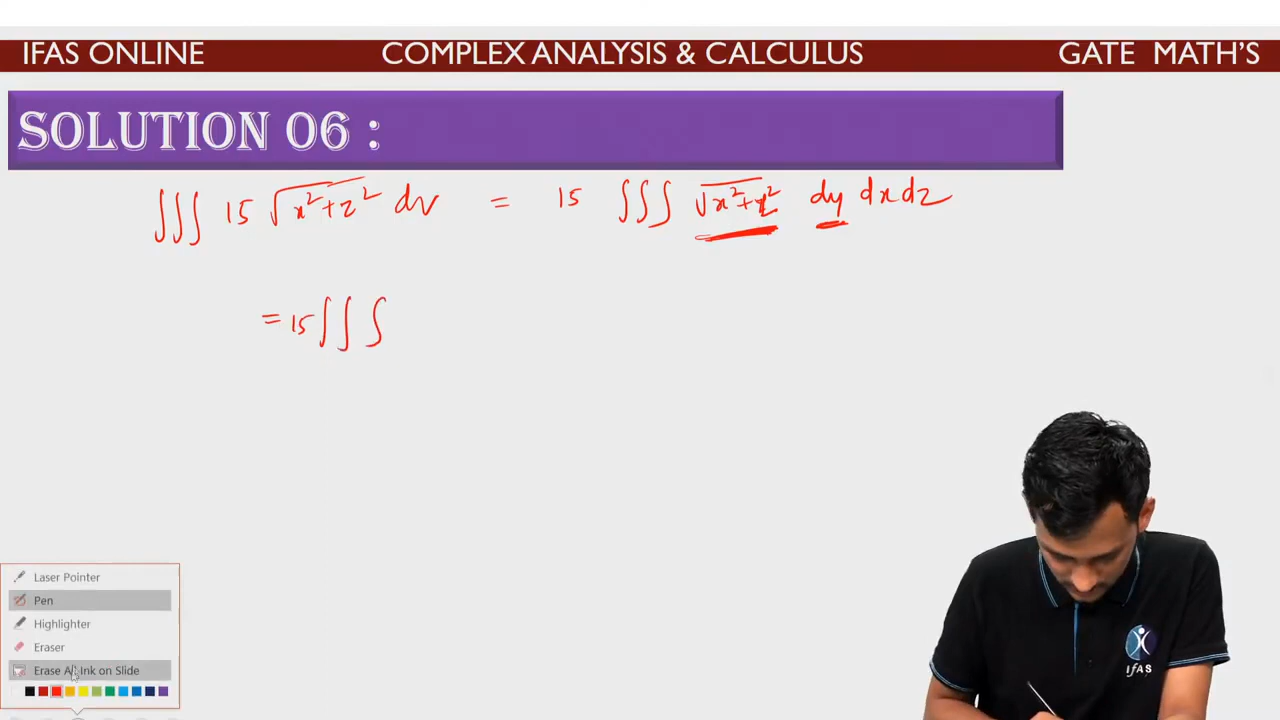 IFAS ONLINE COMPLEX ANALYSIS & CALCULUS GATE MATH'S
SOLUTION 06 :
∭ 15 √x²+z² dv = 15 ∭ √x²+z² dy dx dz
= 15 ∭
Laser Pointer
Pen
Highlighter
Eraser
Erase All Ink on Slide
IFAS